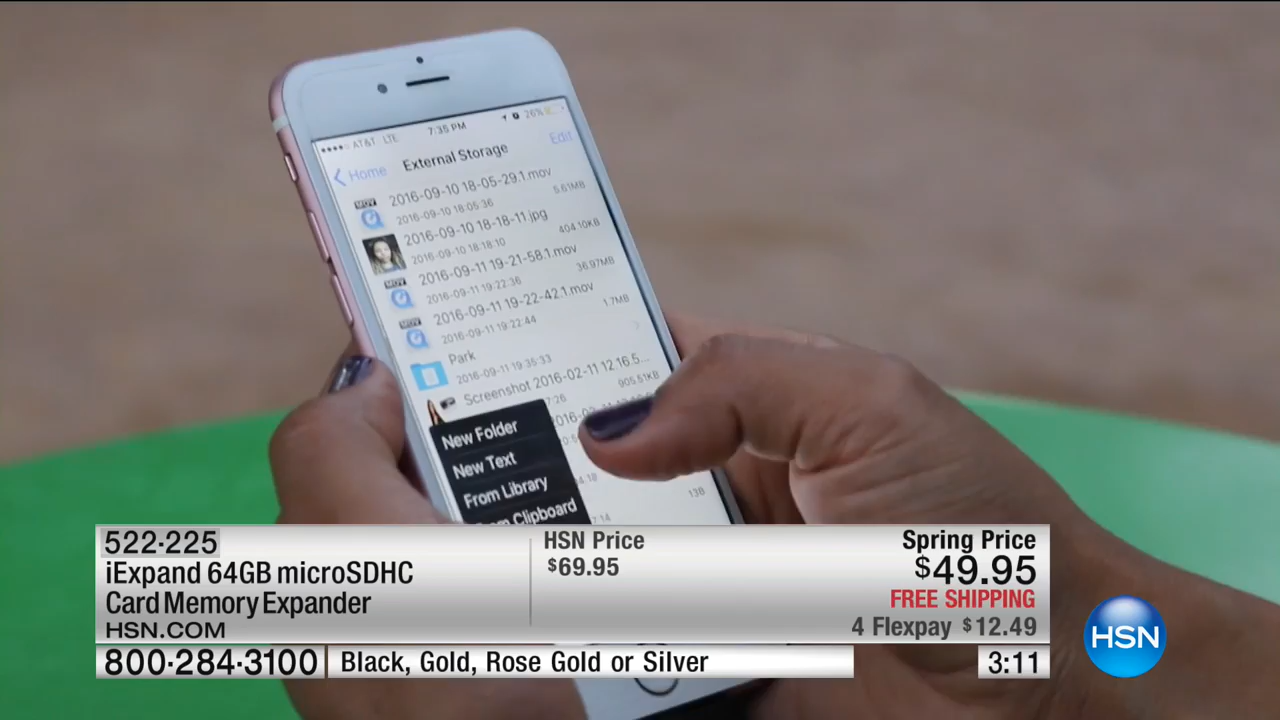 AT&T LTE 7:35 PM 26%
Home External Storage Edit
2016-09-10 18-05-29.1.mov
2016-09-10 18:05:36 5.61MB
2016-09-10 18-18-11.jpg
2016-09-10 18:18:10 404.10KB
2016-09-11 19-21-58.1.mov
2016-09-11 19:22:36 36.97MB
2016-09-11 19-22-42.1.mov
2016-09-11 19:22:44 1.7MB
Park
2016-09-11 19:35:33
Screenshot 2016-02-11 12.16.5...
7:26 905.51KB
New Folder
New Text
From Library
Clipboard
13B
522-225
iExpand 64GB microSDHC
Card Memory Expander
HSN.COM
HSN Price
$69.95
Spring Price
$49.95
FREE SHIPPING
4 Flexpay $12.49
HSN
800-284-3100 Black, Gold, Rose Gold or Silver 3:11